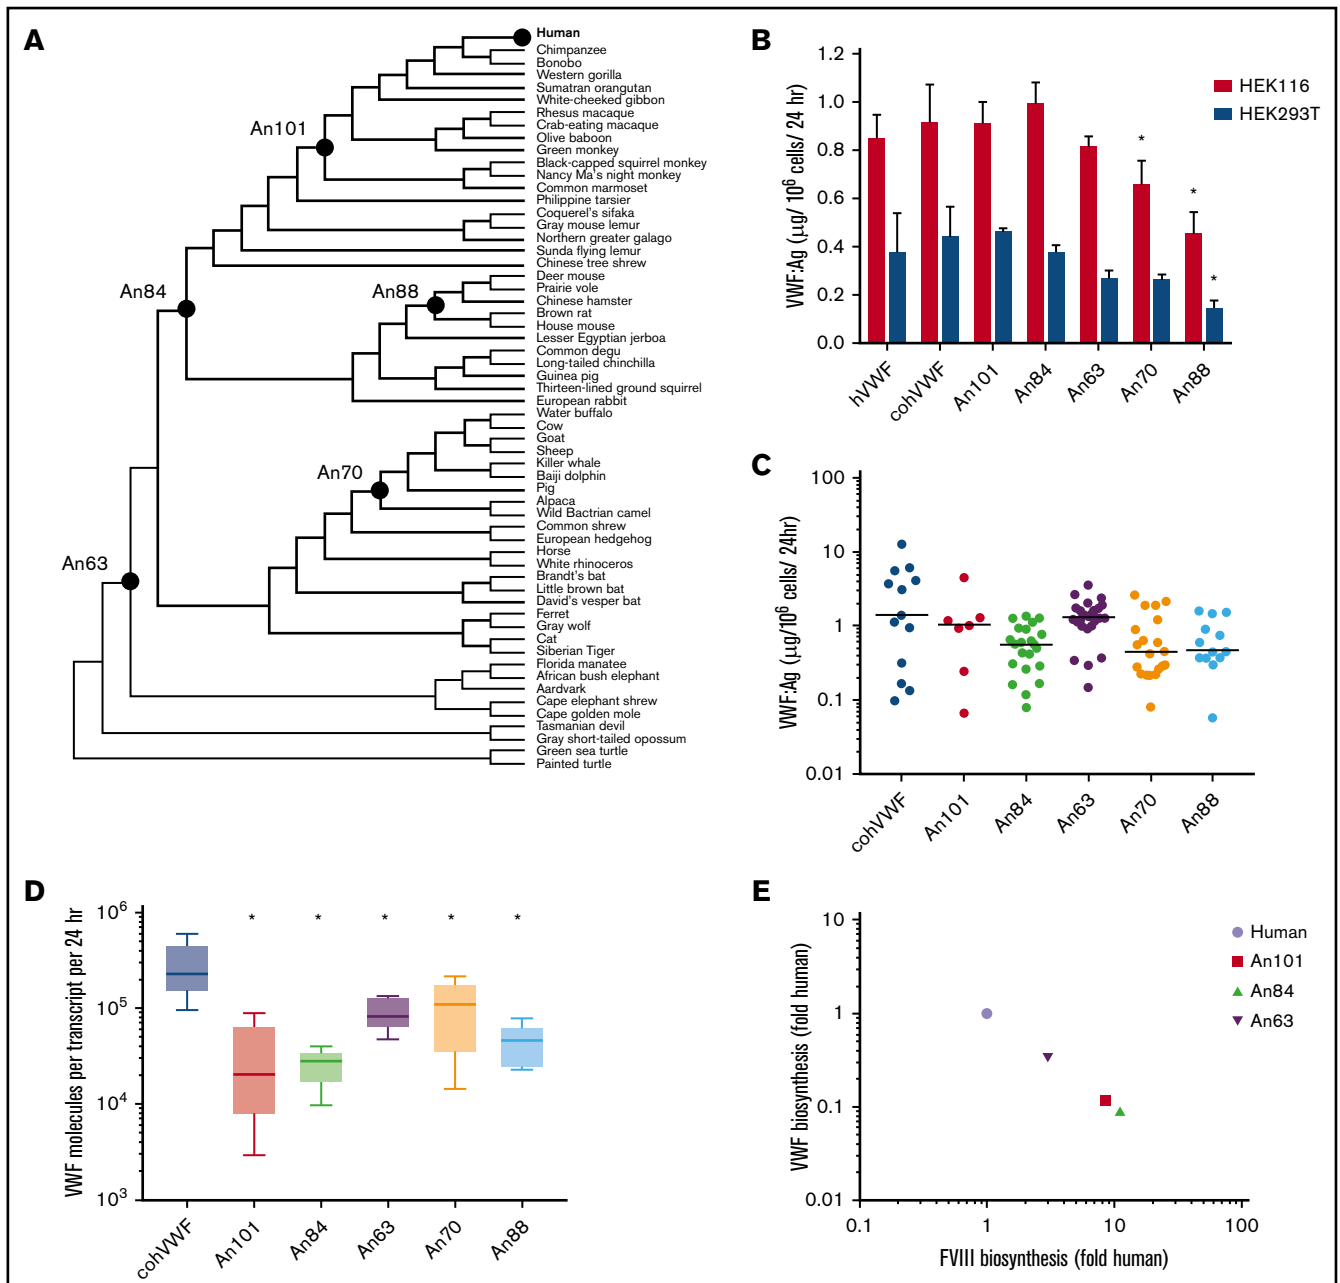 A
Human
Chimpanzee
Bonobo
Western gorilla
Sumatran orangutan
White-cheeked gibbon
Rhesus macaque
Crab-eating macaque
Olive baboon
Green monkey
Black-capped squirrel monkey
Nancy Ma's night monkey
Common marmoset
Philippine tarsier
Coquerel's sifaka
Gray mouse lemur
Northern greater galago
Sunda flying lemur
Chinese tree shrew
Deer mouse
Prairie vole
Chinese hamster
Brown rat
House mouse
Lesser Egyptian jerboa
Common degu
Long-tailed chinchilla
Guinea pig
Thirteen-lined ground squirrel
European rabbit
Water buffalo
Cow
Goat
Sheep
Killer whale
Baiji dolphin
Pig
Alpaca
Wild Bactrian camel
Common shrew
European hedgehog
Horse
White rhinoceros
Brandt's bat
Little brown bat
David's vesper bat
Ferret
Gray wolf
Cat
Siberian Tiger
Florida manatee
African bush elephant
Aardvark
Cape elephant shrew
Cape golden mole
Tasmanian devil
Gray short-tailed opossum
Green sea turtle
Painted turtle
An101
An84
An88
An70
An63
B
VWF:Ag (µg/ 10⁶ cells/ 24 hr)
1.2
1.0
0.8
0.6
0.4
0.2
0.0
HEK116
HEK293T
* * *
hVWF cohVWF An101 An84 An63 An70 An88
C
VWF:Ag (µg/10⁶ cells/ 24hr)
100
10
1
0.1
0.01
cohVWF An101 An84 An63 An70 An88
D
VWF molecules per transcript per 24 hr
10⁶
10⁵
10⁴
10³
* * * * *
cohVWF An101 An84 An63 An70 An88
E
VWF biosynthesis (fold human)
10
1
0.1
0.01
Human
An101
An84
An63
0.1 1 10 100
FVIII biosynthesis (fold human)